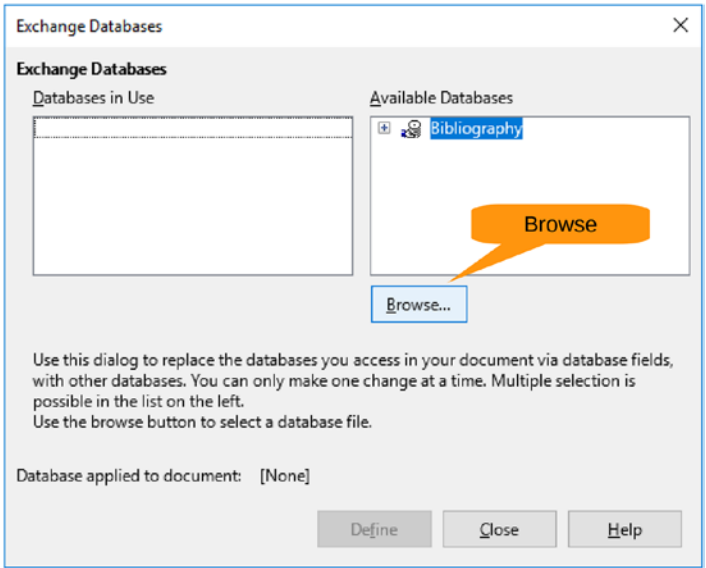 Exchange Databases
Exchange Databases
Databases in Use
Available Databases
Bibliography
Browse
Browse...
Use this dialog to replace the databases you access in your document via database fields,
with other databases. You can only make one change at a time. Multiple selection is
possible in the list on the left.
Use the browse button to select a database file.
Database applied to document: [None]
Define
Close
Help